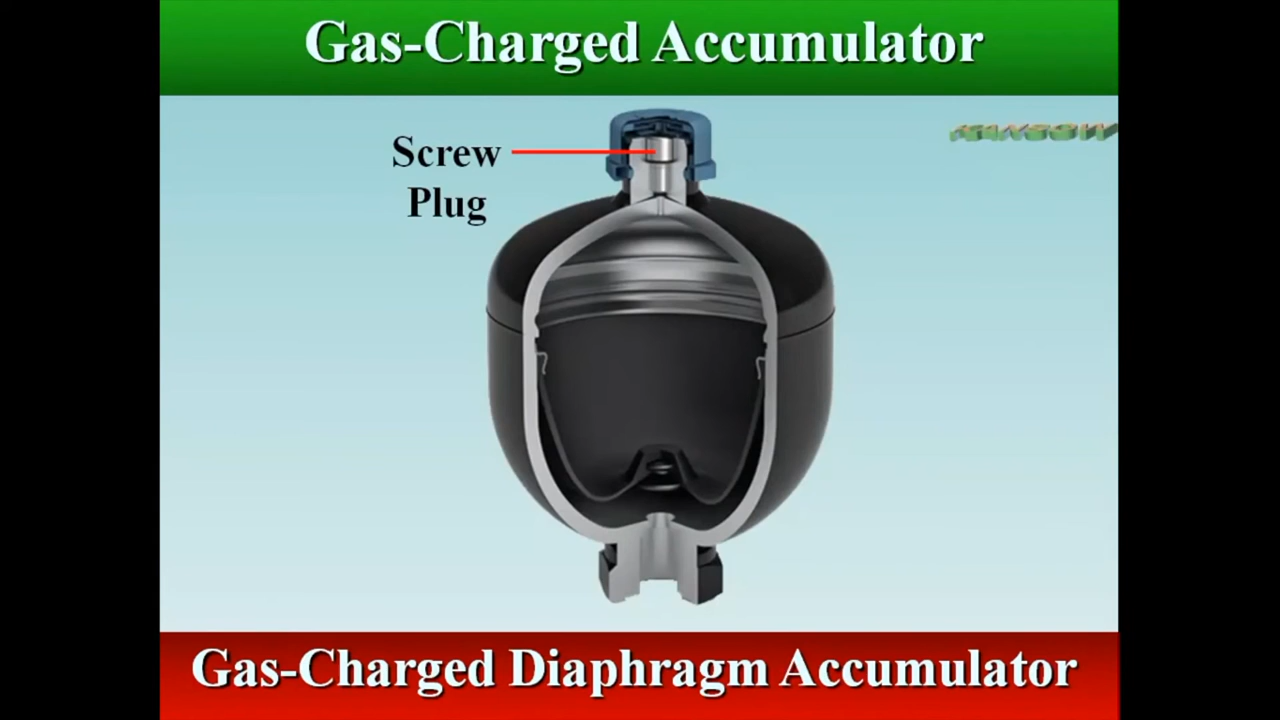 Gas-Charged Accumulator
Screw
Plug
Gas-Charged Diaphragm Accumulator